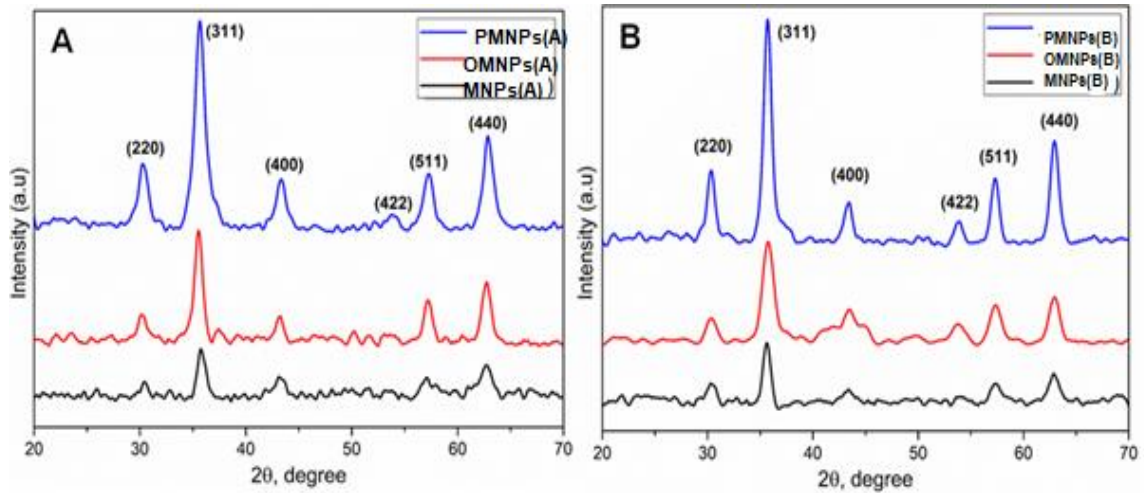 A
PMNPs(A)
OMNPs(A)
MNPs(A) )
(311)
(220)
(400)
(422)
(511)
(440)
Intensity (a.u)
20 30 40 50 60 70
2θ, degree
B
PMNPs(B)
OMNPs(B)
MNPs(B) )
(311)
(220)
(400)
(422)
(511)
(440)
Intensity (a.u)
20 30 40 50 60 70
2θ, degree